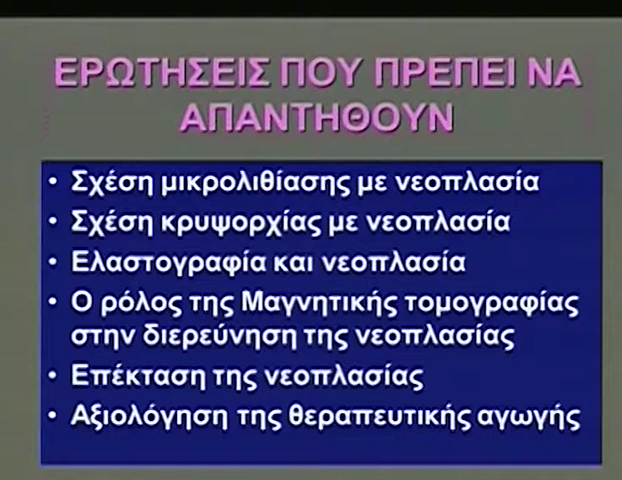 ΕΡΩΤΗΣΕΙΣ ΠΟΥ ΠΡΕΠΕΙ ΝΑ
ΑΠΑΝΤΗΘΟΥΝ
• Σχέση μικρολιθίασης με νεοπλασία
• Σχέση κρυψορχίας με νεοπλασία
• Ελαστογραφία και νεοπλασία
• Ο ρόλος της Μαγνητικής τομογραφίας
στην διερεύνηση της νεοπλασίας
• Επέκταση της νεοπλασίας
• Αξιολόγηση της θεραπευτικής αγωγής